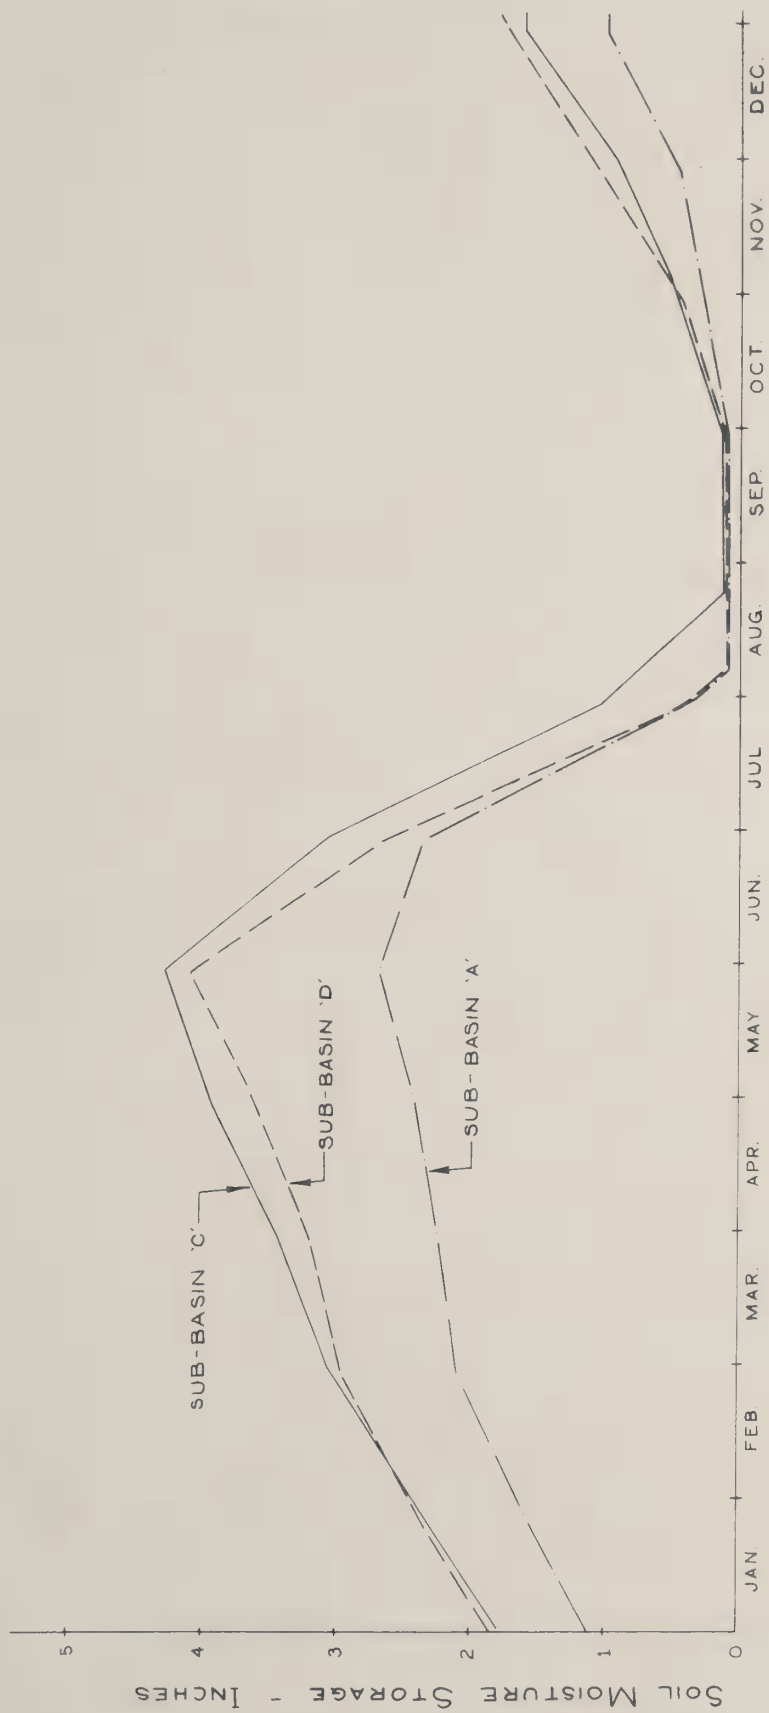 SOIL MOISTURE STORAGE - INCHES
5
4
3
2
1
0
SUB-BASIN 'C'
SUB-BASIN 'D'
SUB-BASIN 'A'
JAN.
FEB
MAR.
APR.
MAY
JUN.
JUL
AUG.
SEP.
OCT.
NOV.
DEC.